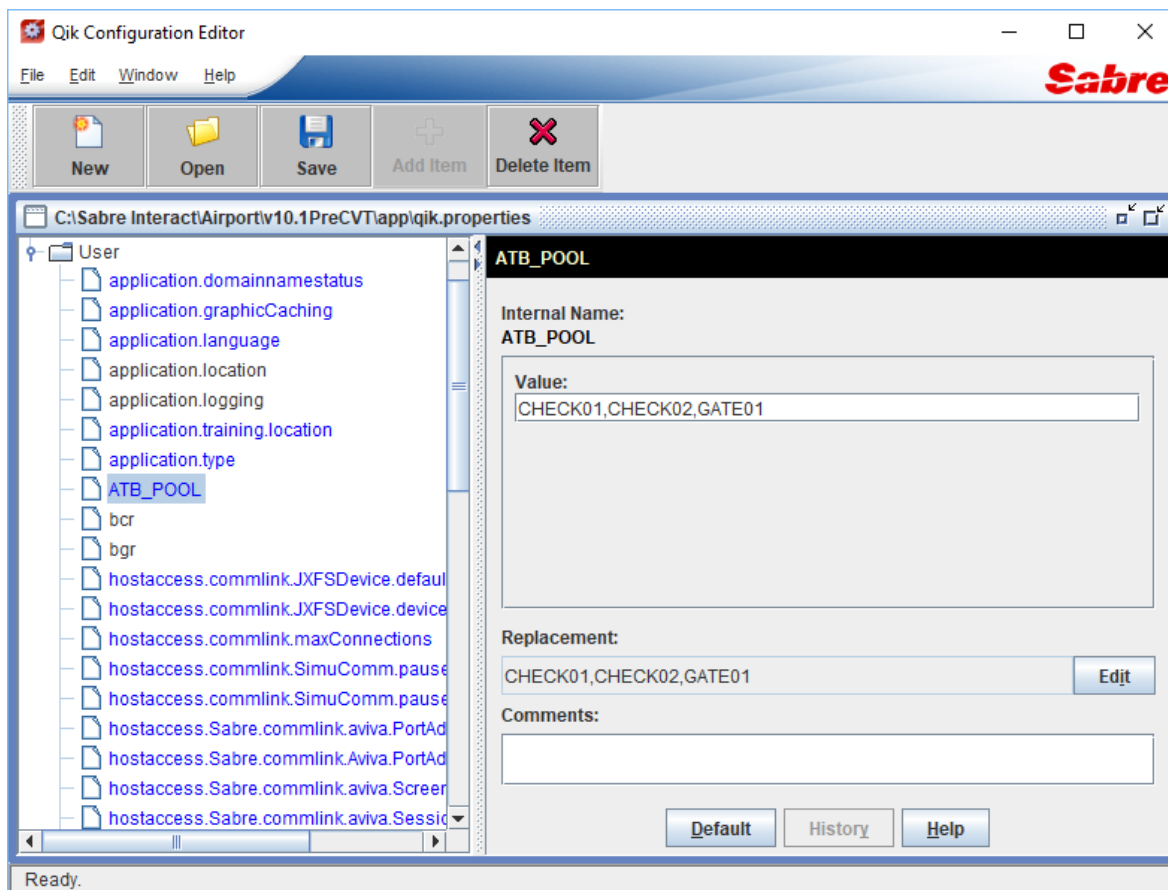 Qik Configuration Editor
File Edit Window Help
Sabre
New Open Save Add Item Delete Item
C:\Sabre Interact\Airport\v10.1PreCVT\app\qik.properties
User
application.domainnamestatus
application.graphicCaching
application.language
application.location
application.logging
application.training.location
application.type
ATB_POOL
bcr
bgr
hostaccess.commlink.JXFSDevice.defaul
hostaccess.commlink.JXFSDevice.device
hostaccess.commlink.maxConnections
hostaccess.commlink.SimuComm.pause
hostaccess.commlink.SimuComm.pause
hostaccess.Sabre.commlink.aviva.PortAd
hostaccess.Sabre.commlink.Aviva.PortAd
hostaccess.Sabre.commlink.aviva.Screer
hostaccess.Sabre.commlink.aviva.Sessic
ATB_POOL
Internal Name:
ATB_POOL
Value:
CHECK01,CHECK02,GATE01
Replacement:
CHECK01,CHECK02,GATE01 Edit
Comments:
Default History Help
Ready.